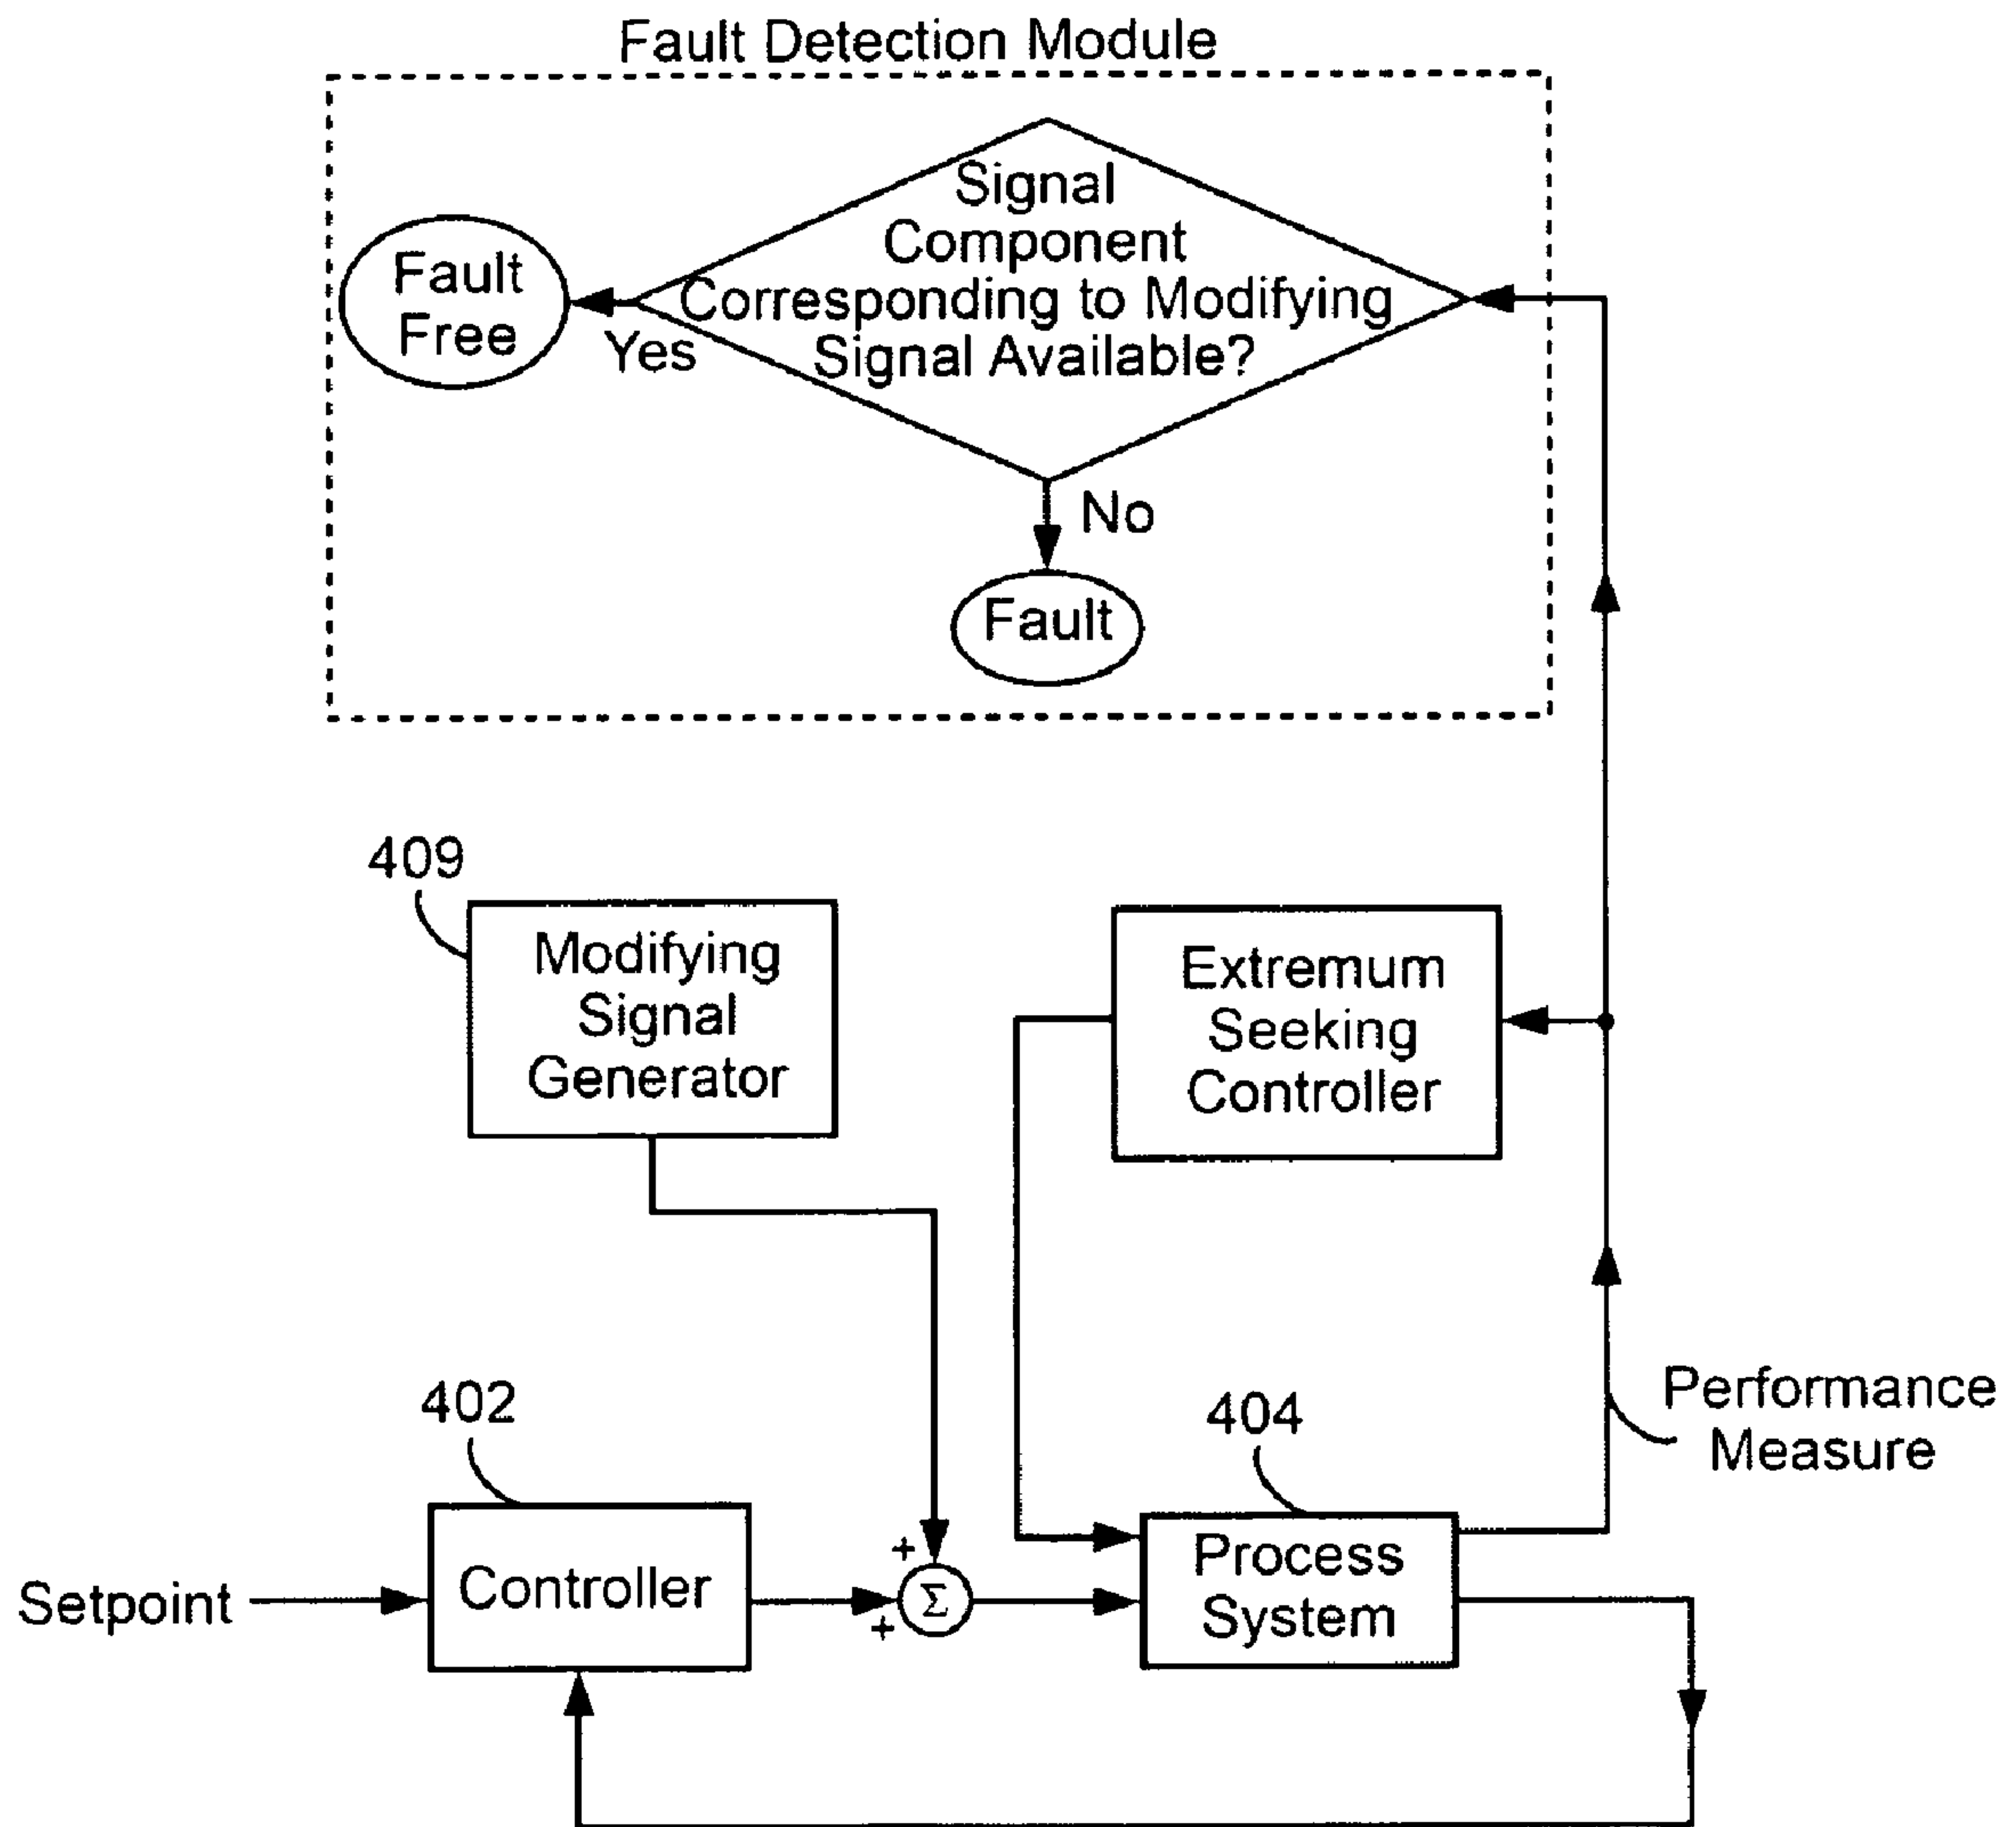 Fault Detection Module
Signal
Component
Corresponding to Modifying
Signal Available?
Fault
Free
Yes
No
Fault
409
Modifying
Signal
Generator
Extremum
Seeking
Controller
402
404
Performance
Measure
Setpoint
Controller
+
+
Σ
Process
System